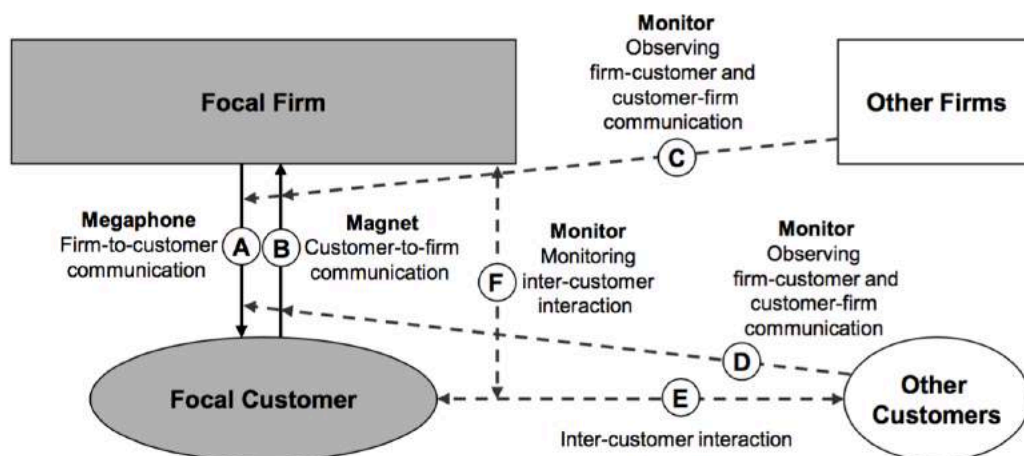 Monitor
Observing
firm-customer and
customer-firm
communication
Focal Firm
Other Firms
C
Megaphone
Firm-to-customer
communication
A
B
Magnet
Customer-to-firm
communication
F
Monitor
Monitoring
inter-customer
interaction
Monitor
Observing
firm-customer and
customer-firm
communication
D
Focal Customer
E
Other
Customers
Inter-customer interaction